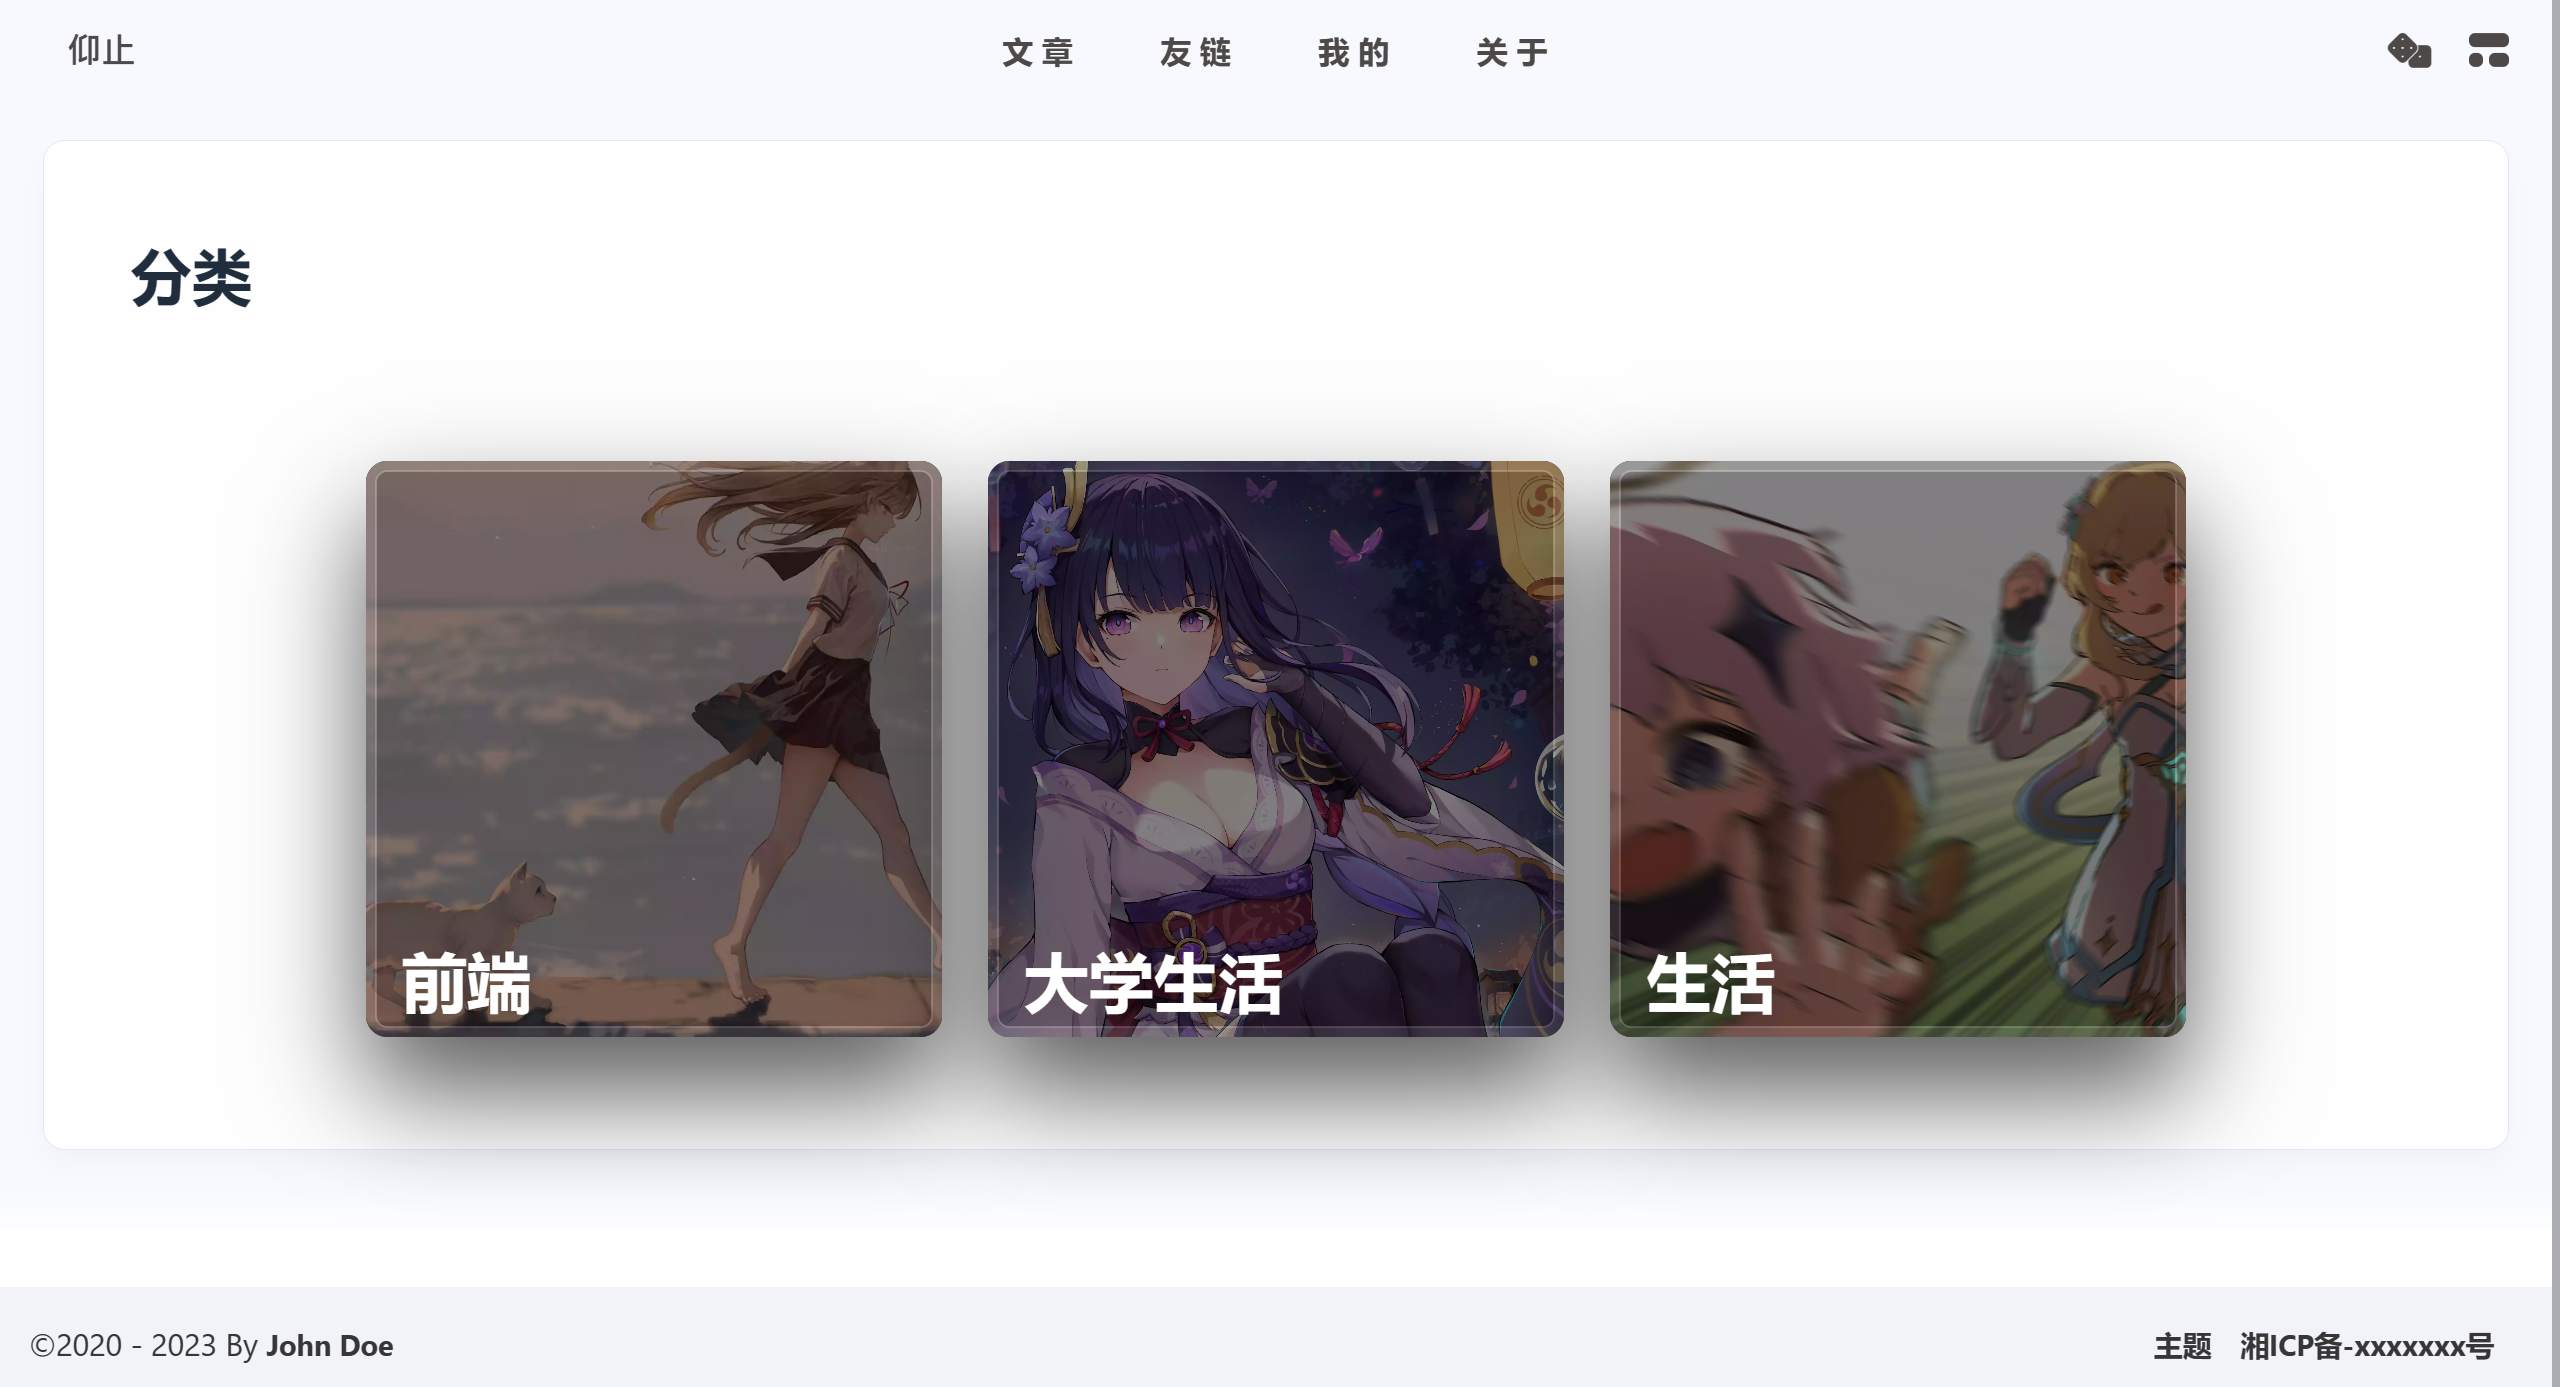 仰止
文章 友链 我的 关于
分类
前端
大学生活
生活
©2020 - 2023 By John Doe
主题 湘ICP备-xxxxxxx号